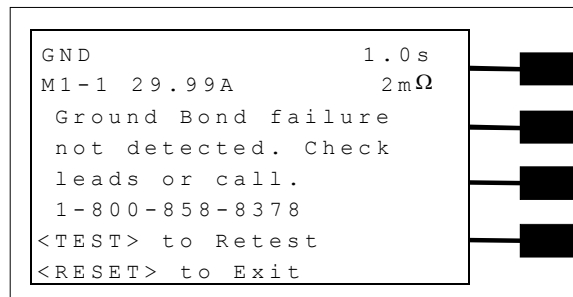 GND 1.0s
M1-1 29.99A 2mΩ
Ground Bond failure
not detected. Check
leads or call.
1-800-858-8378
<TEST> to Retest
<RESET> to Exit